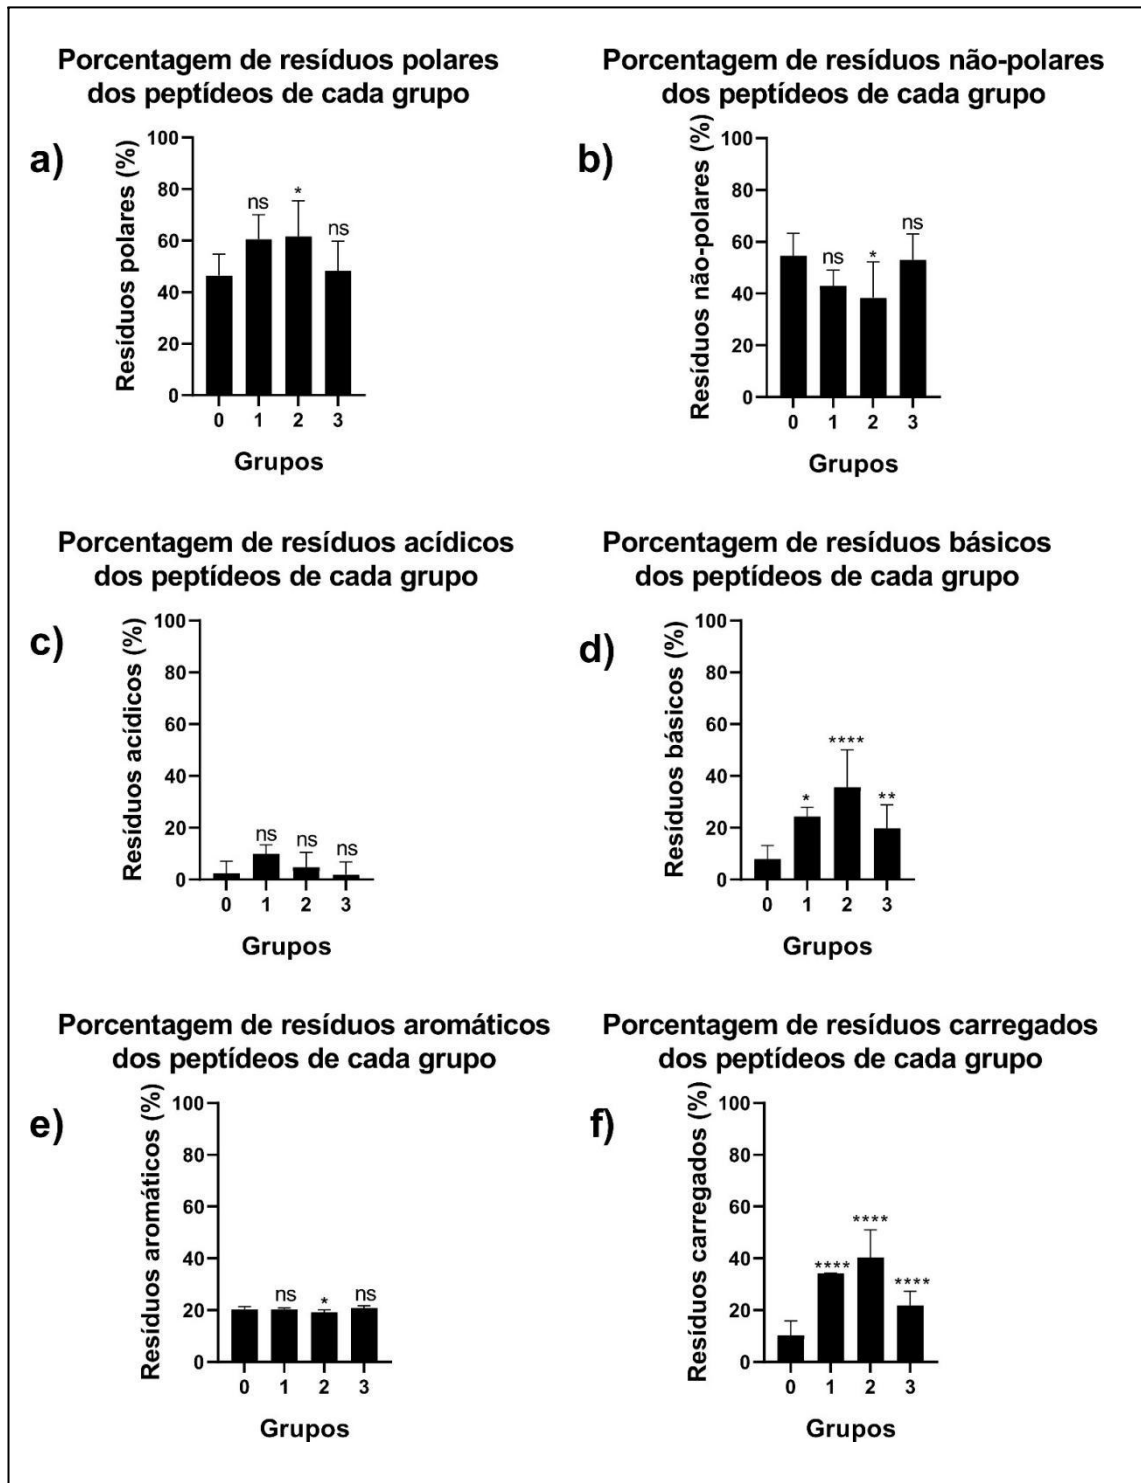 Porcentagem de resíduos polares
dos peptídeos de cada grupo
a)
Resíduos polares (%)
100
80
60
40
20
0
ns
*
ns
0 1 2 3
Grupos
Porcentagem de resíduos não-polares
dos peptídeos de cada grupo
b)
Resíduos não-polares (%)
100
80
60
40
20
0
ns
*
ns
0 1 2 3
Grupos
Porcentagem de resíduos acídicos
dos peptídeos de cada grupo
c)
Resíduos acídicos (%)
100
80
60
40
20
0
ns
ns
ns
0 1 2 3
Grupos
Porcentagem de resíduos básicos
dos peptídeos de cada grupo
d)
Resíduos básicos (%)
100
80
60
40
20
0
*
****
**
0 1 2 3
Grupos
Porcentagem de resíduos aromáticos
dos peptídeos de cada grupo
e)
Resíduos aromáticos (%)
100
80
60
40
20
0
ns
*
ns
0 1 2 3
Grupos
Porcentagem de resíduos carregados
dos peptídeos de cada grupo
f)
Resíduos carregados (%)
100
80
60
40
20
0
****
****
****
0 1 2 3
Grupos